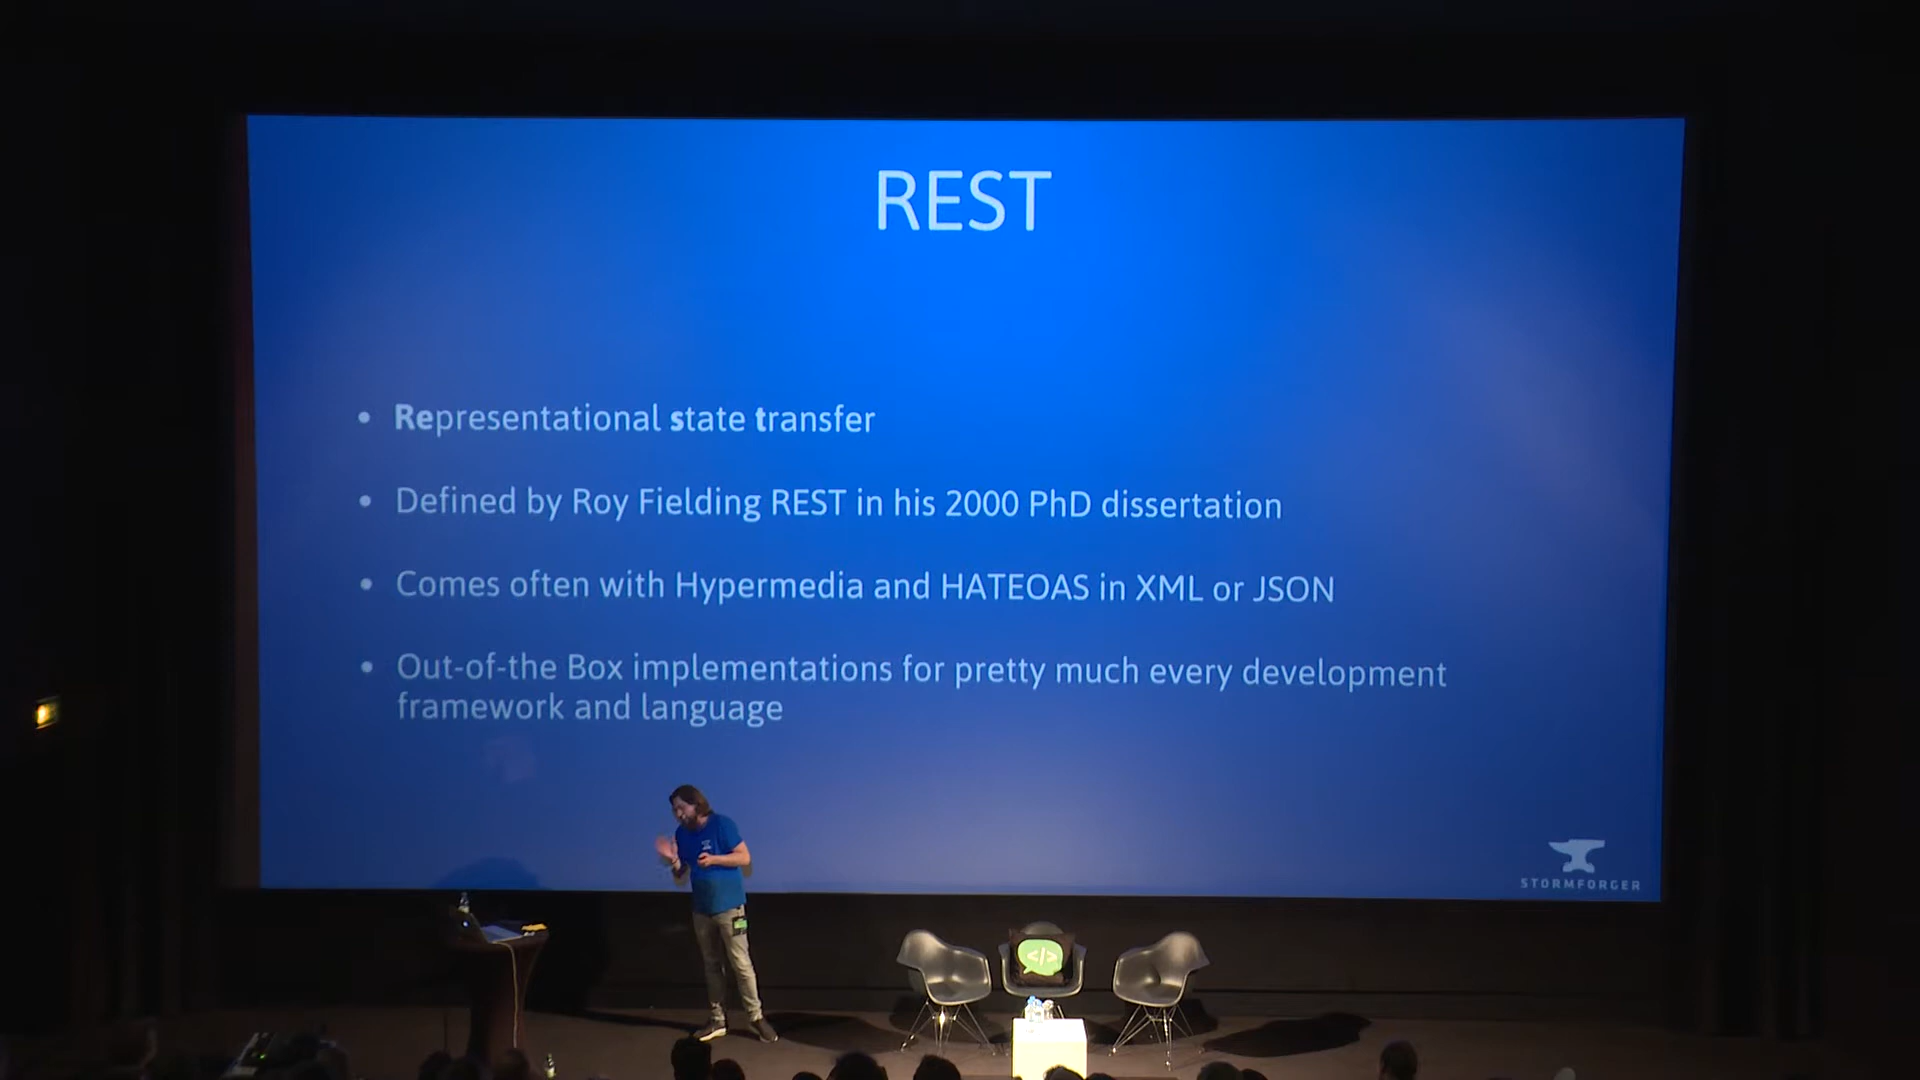 REST
• Representational state transfer
• Defined by Roy Fielding REST in his 2000 PhD dissertation
• Comes often with Hypermedia and HATEOAS in XML or JSON
• Out-of-the Box implementations for pretty much every development
framework and language
STORMFORGER
</>